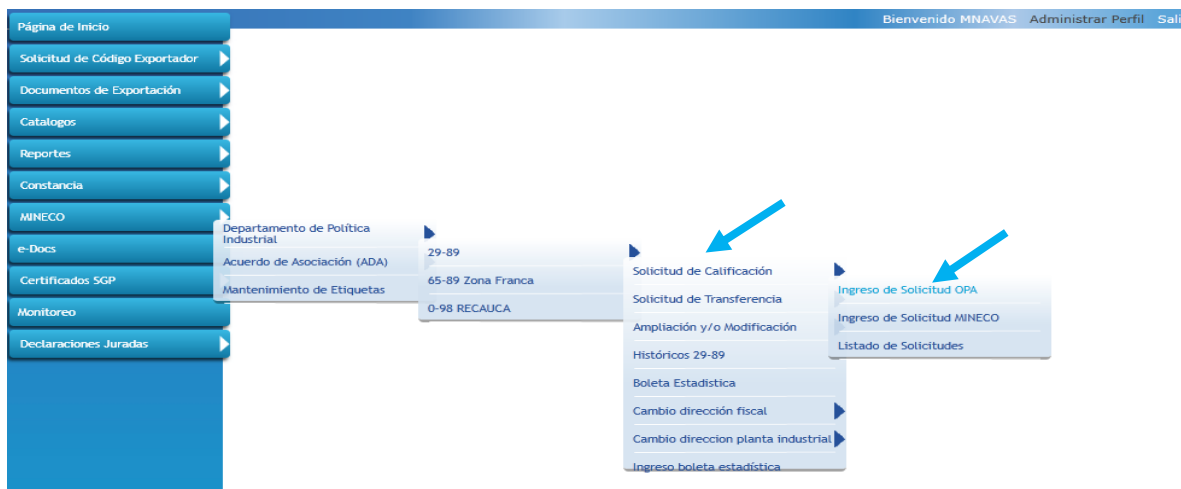 Bienvenido MNAVAS Administrar Perfil Sali
Página de Inicio
Solicitud de Código Exportador
Documentos de Exportación
Catalogos
Reportes
Constancia
MINECO
e-Docs
Certificados SGP
Monitoreo
Declaraciones Juradas
Departamento de Política
Industrial
Acuerdo de Asociación (ADA)
Mantenimiento de Etiquetas
29-89
65-89 Zona Franca
0-98 RECAUCA
Solicitud de Calificación
Solicitud de Transferencia
Ampliación y/o Modificación
Históricos 29-89
Boleta Estadistica
Cambio dirección fiscal
Cambio direccion planta industrial
Ingreso boleta estadística
Ingreso de Solicitud OPA
Ingreso de Solicitud MINECO
Listado de Solicitudes